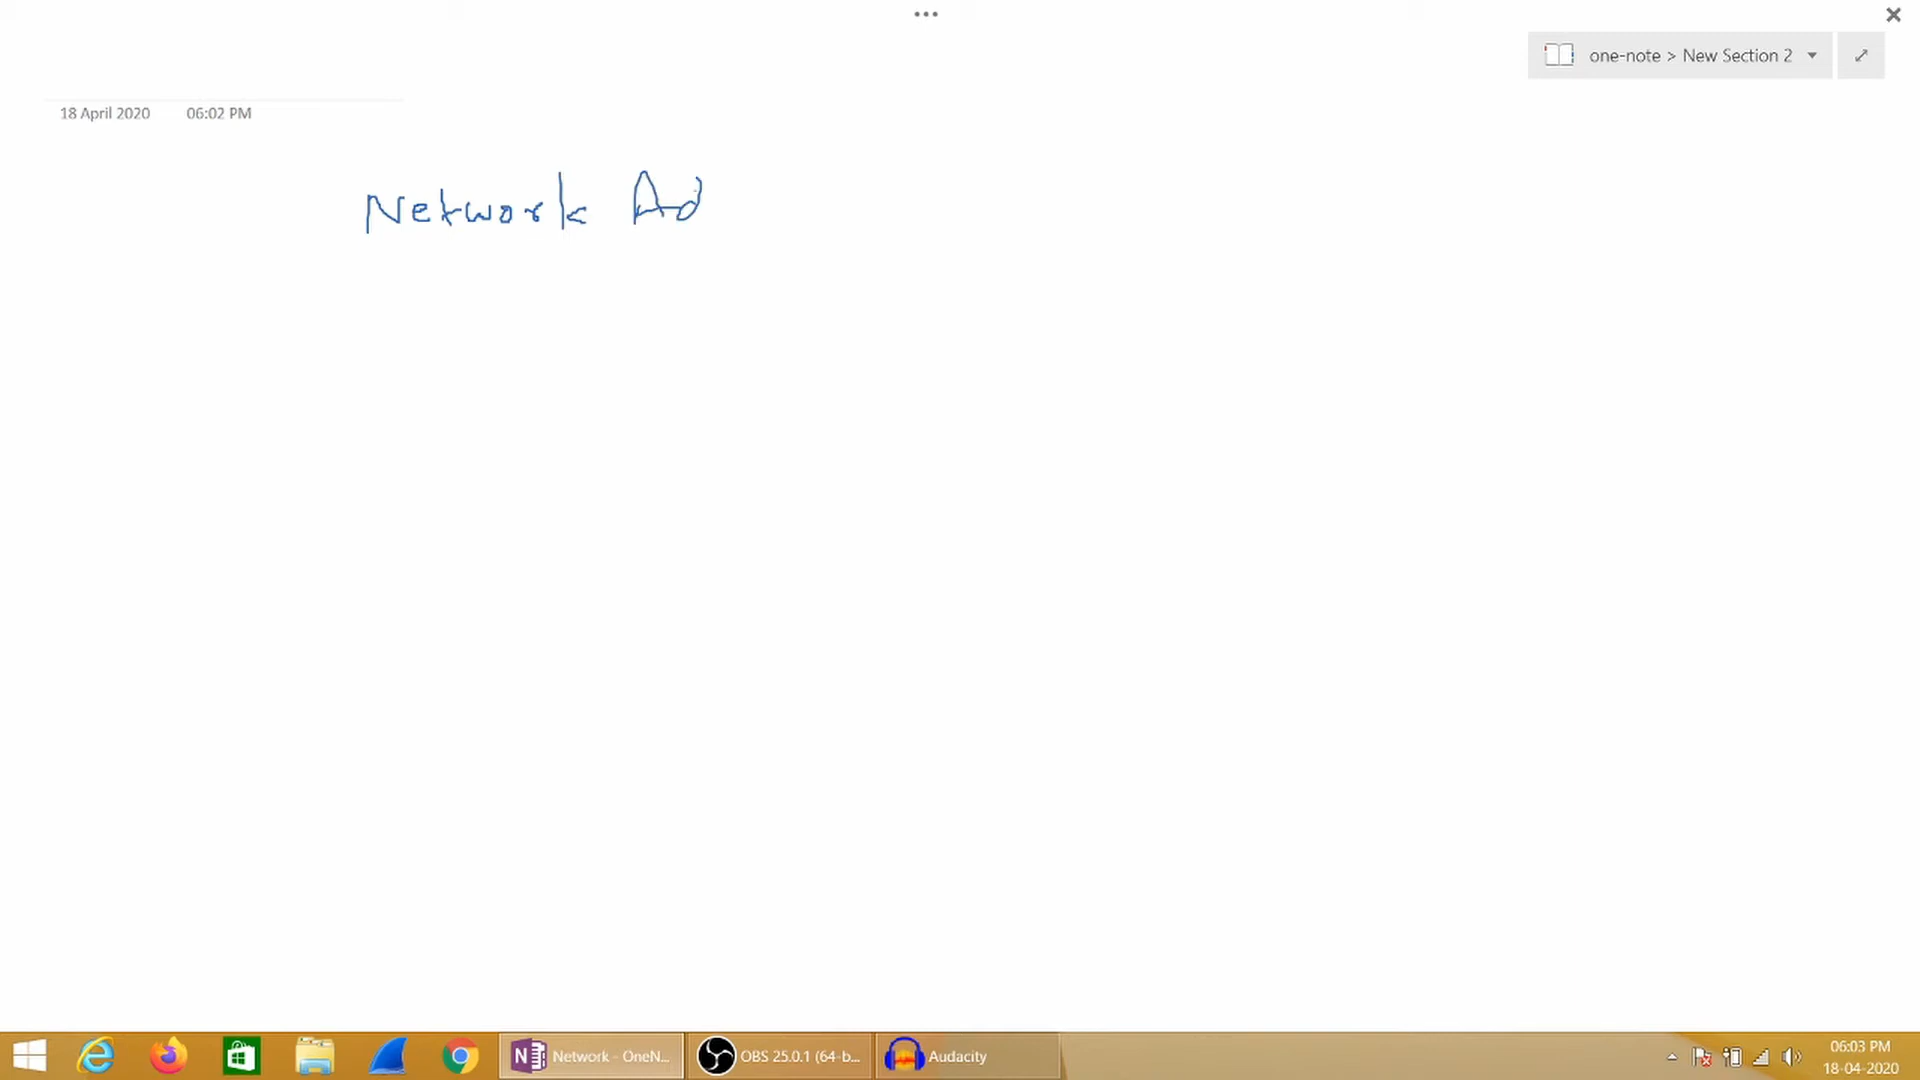 one-note > New Section 2
18 April 2020 06:02 PM
Network Ad
Network - OneN... OBS 25.0.1 (64-b... Audacity
06:03 PM
18-04-2020